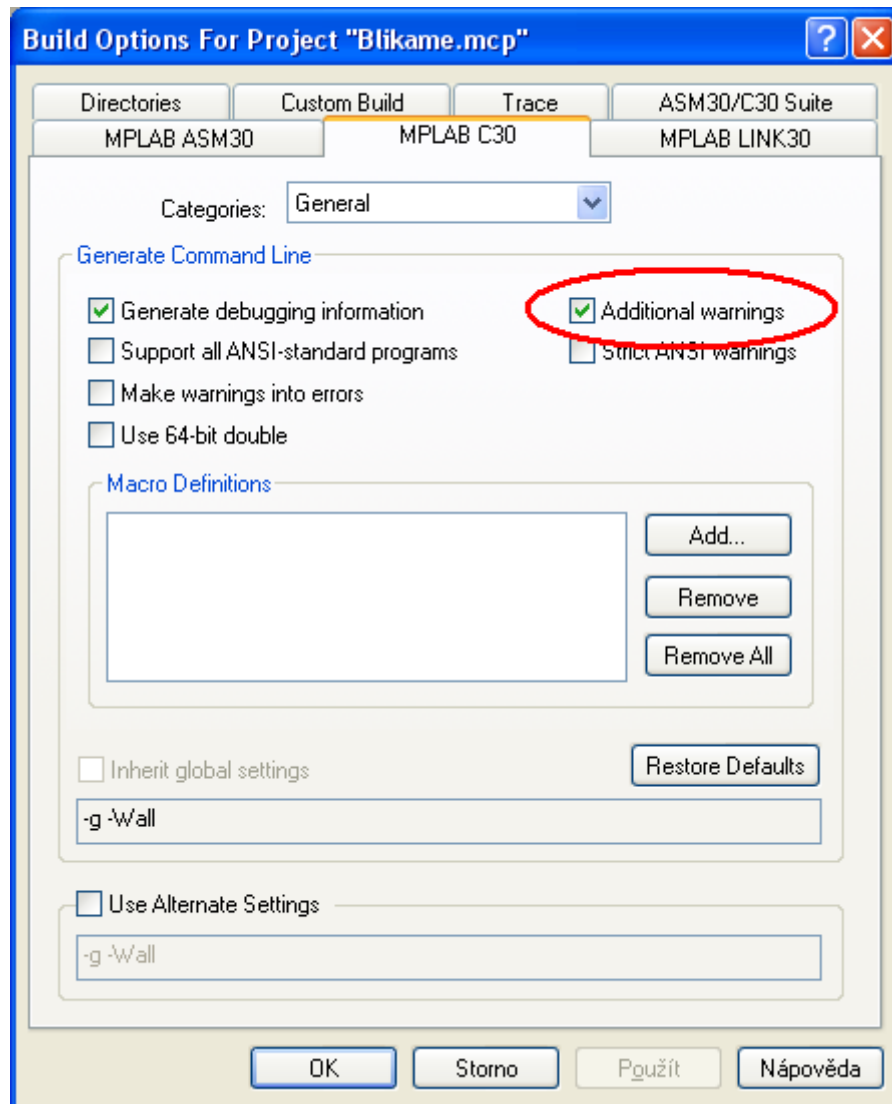 Build Options For Project "Blikame.mcp"
Directories Custom Build Trace ASM30/C30 Suite
MPLAB ASM30 MPLAB C30 MPLAB LINK30
Categories: General
Generate Command Line
Generate debugging information Additional warnings
Support all ANSI-standard programs Strict ANSI warnings
Make warnings into errors
Use 64-bit double
Macro Definitions
Add...
Remove
Remove All
Inherit global settings Restore Defaults
-g -Wall
Use Alternate Settings
-g -Wall
OK Storno Použít Nápověda